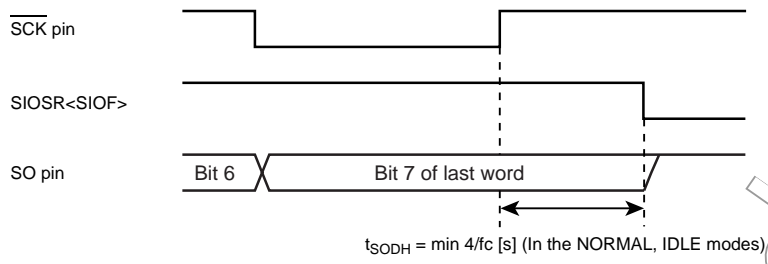 SCK pin
SIOSR<SIOF>
SO pin
Bit 6
Bit 7 of last word
tSODH = min 4/fc [s] (In the NORMAL, IDLE modes)